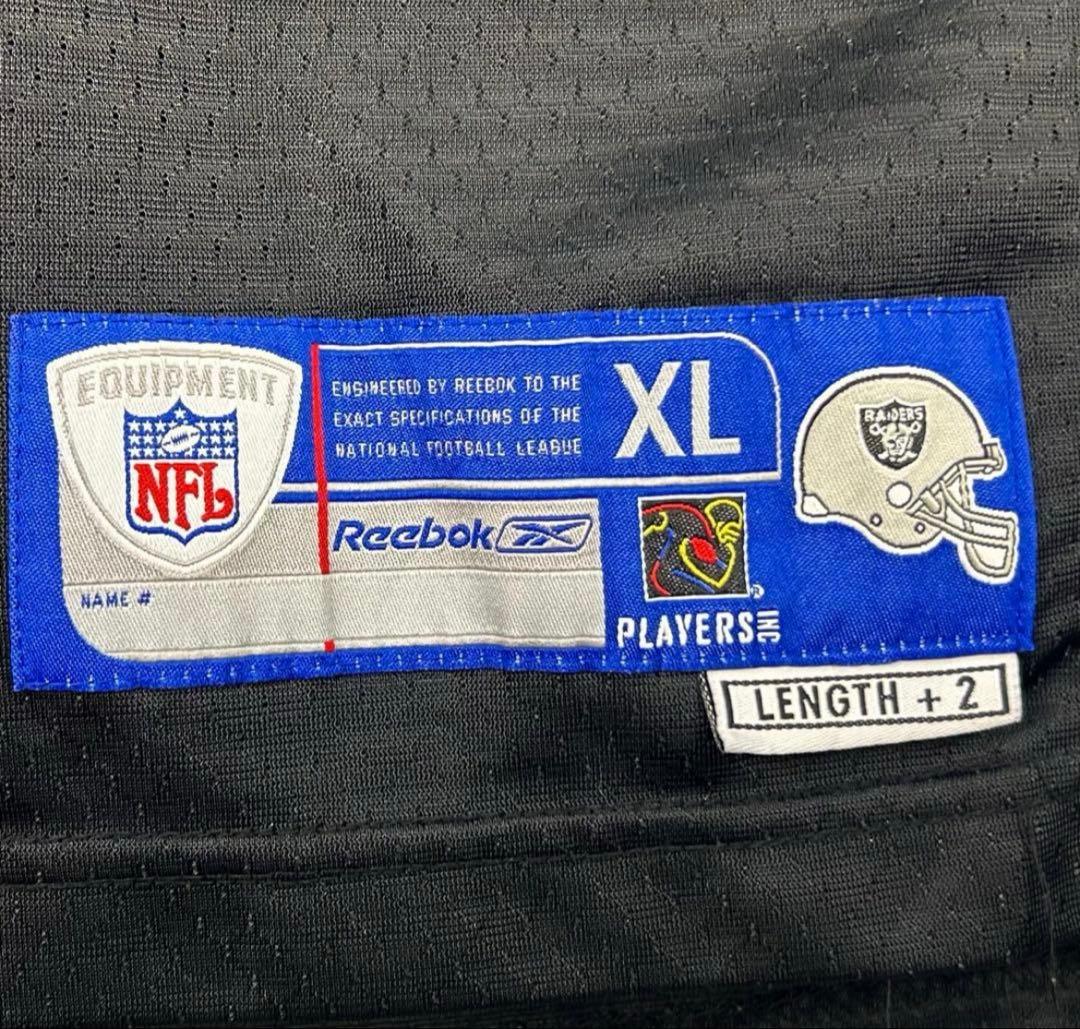 EQUIPMENT
NFL
ENGINEERED BY REEBOK TO THE
EXACT SPECIFICATIONS OF THE
NATIONAL FOOTBALL LEAGUE
XL
RAIDERS
Reebok
NAME #
PLAYERS INC
®
LENGTH + 2